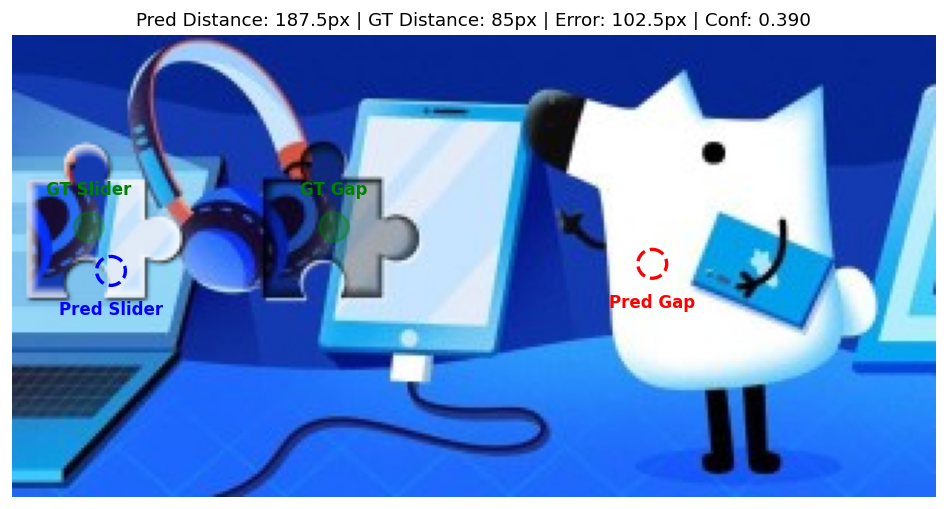 Pred Distance: 187.5px | GT Distance: 85px | Error: 102.5px | Conf: 0.390
GT Slider
GT Gap
Pred Slider
Pred Gap